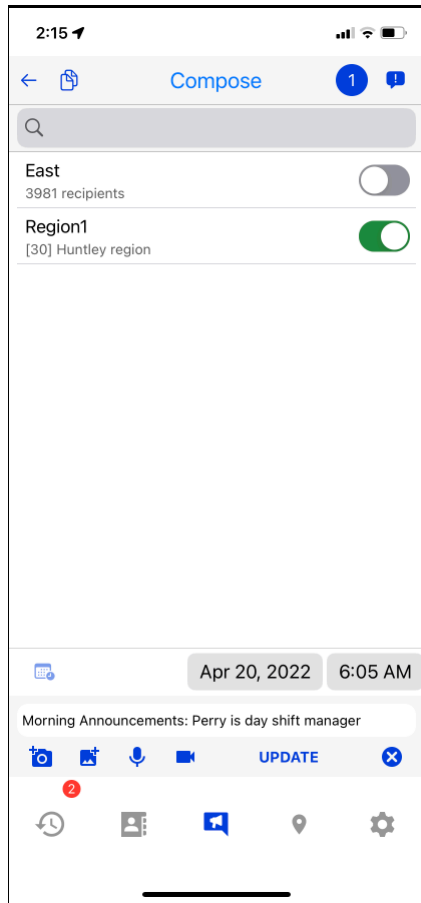 2:15
Compose
1
East
3981 recipients
Region1
[30] Huntley region
Apr 20, 2022 6:05 AM
Morning Announcements: Perry is day shift manager
UPDATE
2